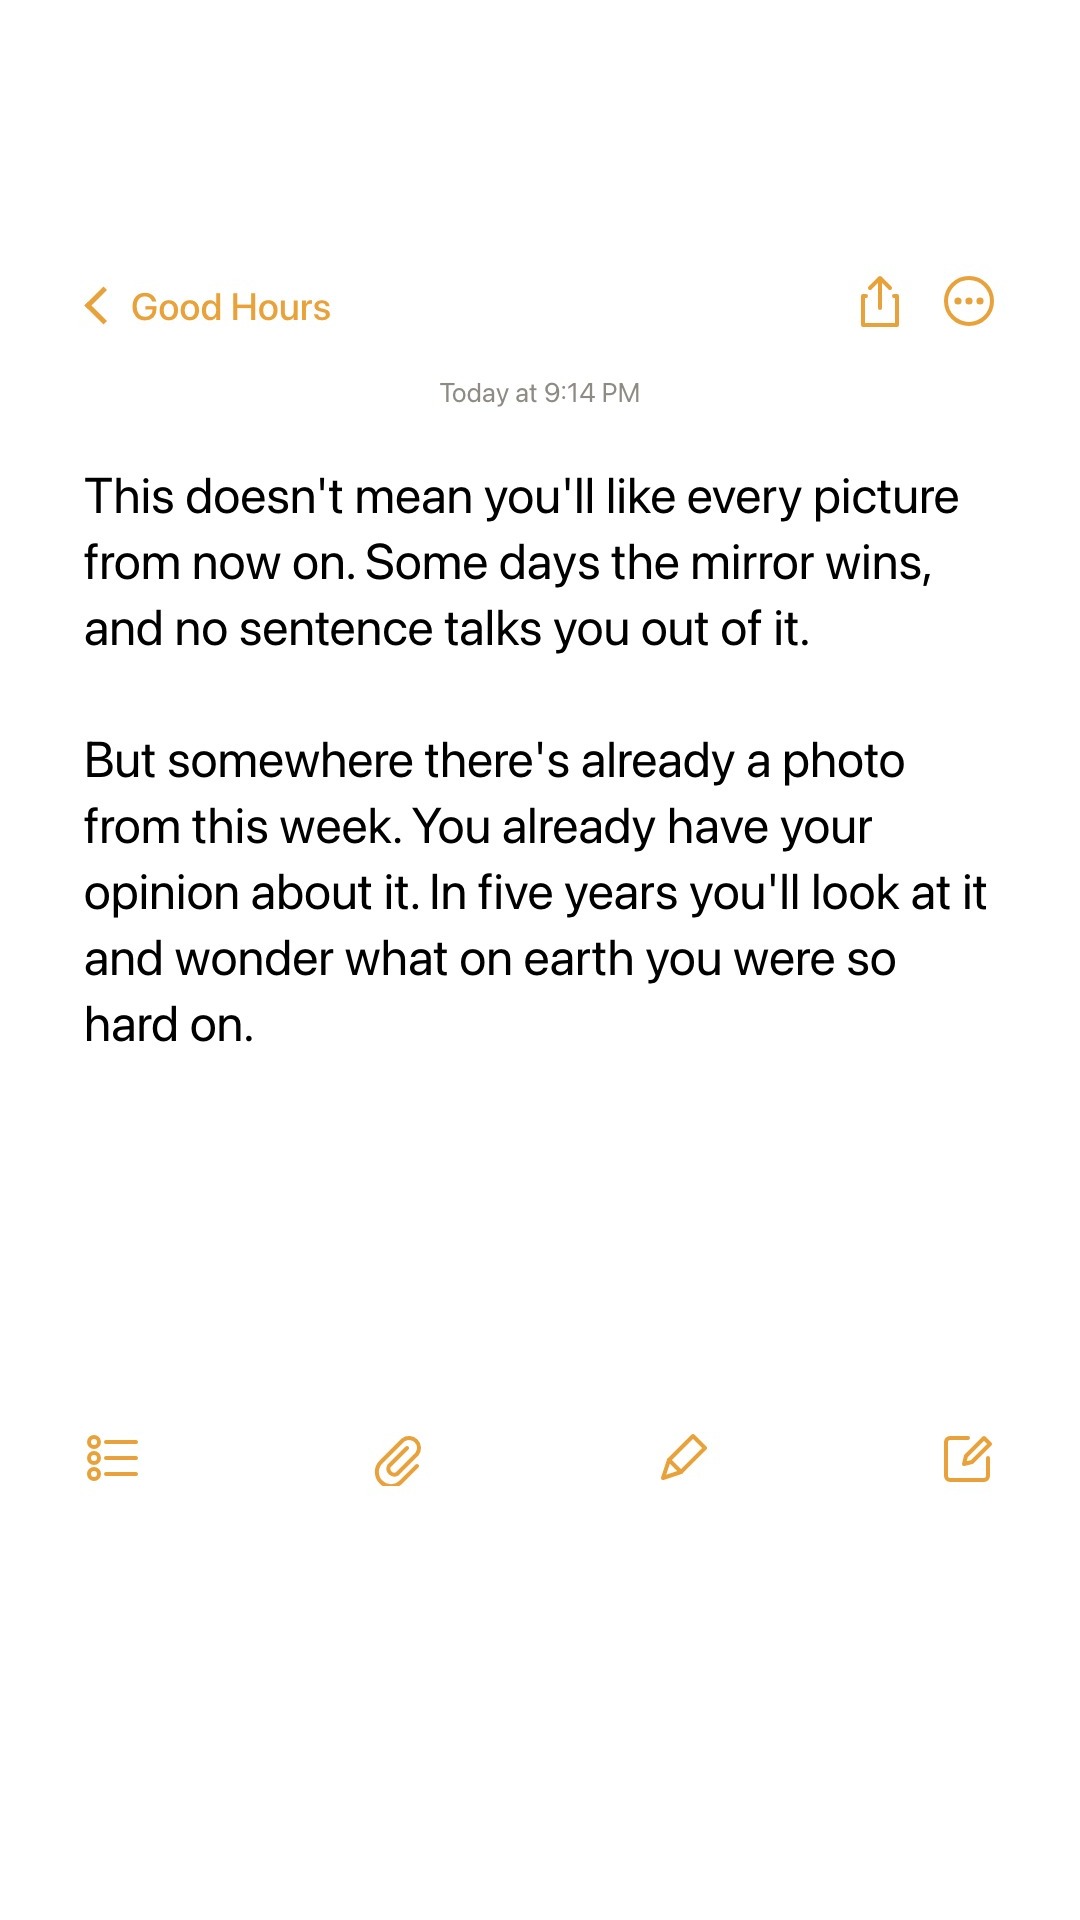 Good Hours
Today at 9:14 PM
This doesn't mean you'll like every picture
from now on. Some days the mirror wins,
and no sentence talks you out of it.
But somewhere there's already a photo
from this week. You already have your
opinion about it. In five years you'll look at it
and wonder what on earth you were so
hard on.